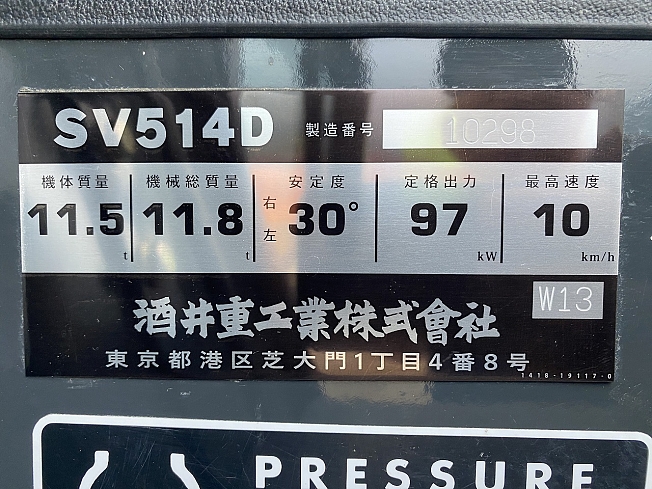 SV514D 製造番号 10298
機体質量 機械総質量 安定度 定格出力 最高速度
11.5 t 11.8 t 右 左 30° 97 kW 10 km/h
W13
酒井重工業株式會社
東京都港区芝大門1丁目4番8号
1418-19117-0
PRESSURE